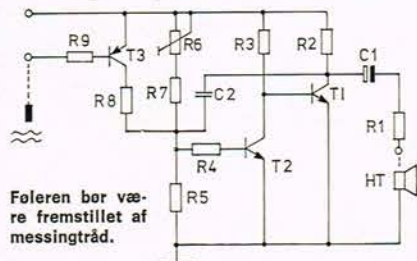 R9
T3
R6
R3
R2
C1
R8
R7
C2
T1
R1
R4
T2
HT
R5
Føleren bør væ-
re fremstillet af
messingtråd.